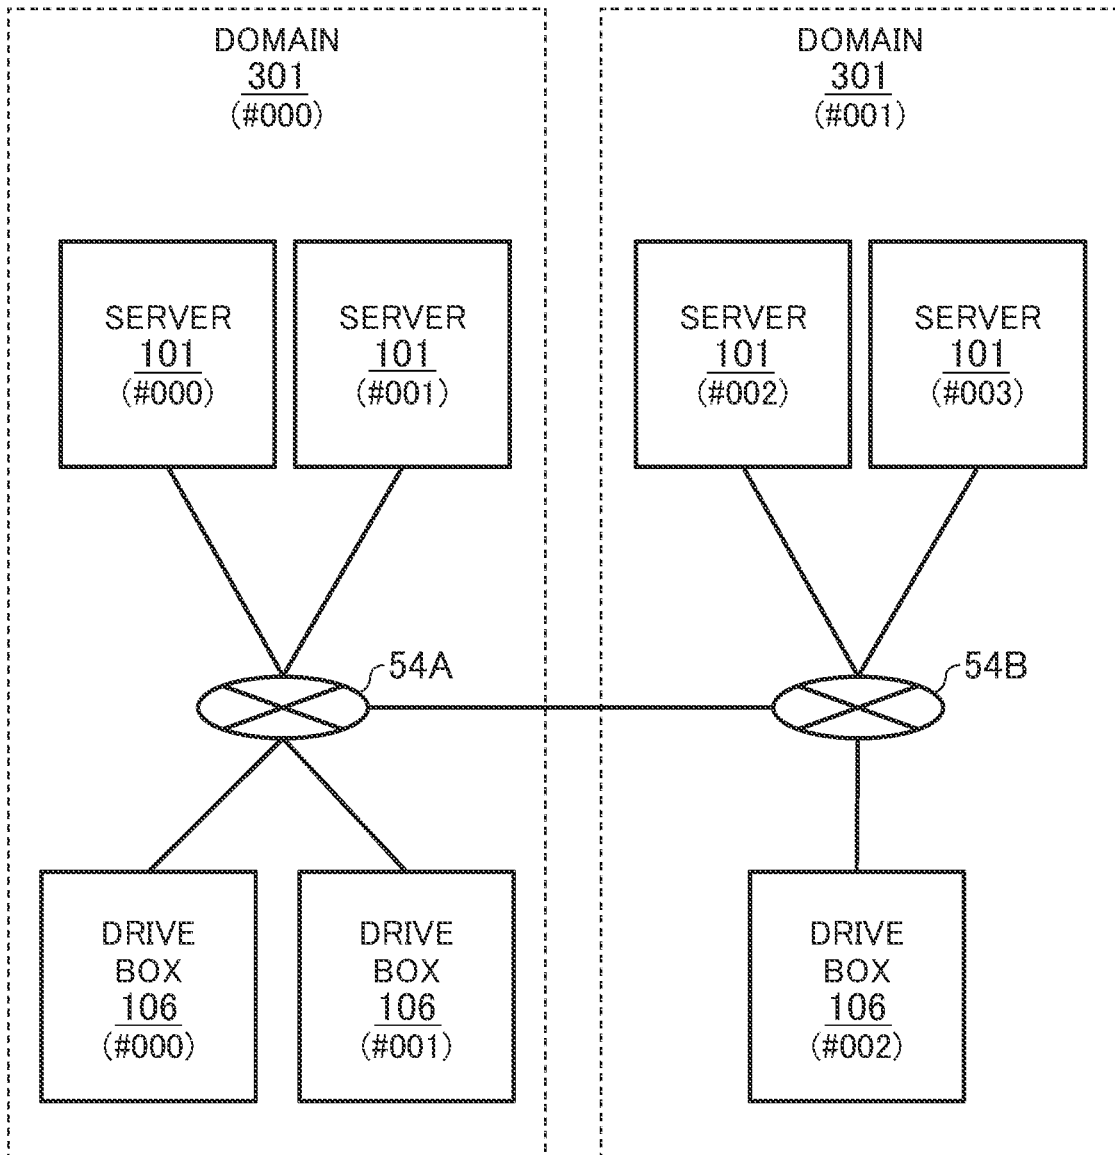 DOMAIN
301
(#000)
DOMAIN
301
(#001)
SERVER
101
(#000)
SERVER
101
(#001)
SERVER
101
(#002)
SERVER
101
(#003)
54A
54B
DRIVE
BOX
106
(#000)
DRIVE
BOX
106
(#001)
DRIVE
BOX
106
(#002)